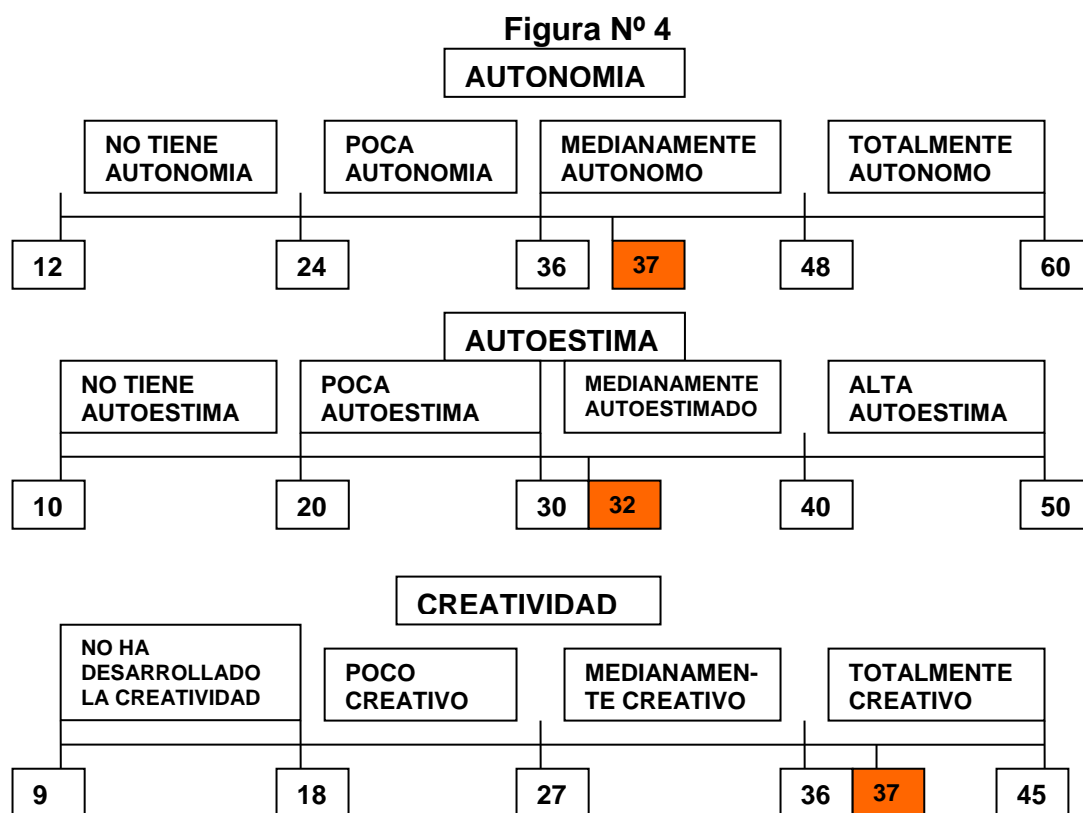 Figura Nº 4
AUTONOMIA
NO TIENE AUTONOMIA
POCA AUTONOMIA
MEDIANAMENTE AUTONOMO
TOTALMENTE AUTONOMO
12 24 36 37 48 60
AUTOESTIMA
NO TIENE AUTOESTIMA
POCA AUTOESTIMA
MEDIANAMENTE AUTOESTIMADO
ALTA AUTOESTIMA
10 20 30 32 40 50
CREATIVIDAD
NO HA DESARROLLADO LA CREATIVIDAD
POCO CREATIVO
MEDIANAMEN-
TE CREATIVO
TOTALMENTE CREATIVO
9 18 27 36 37 45